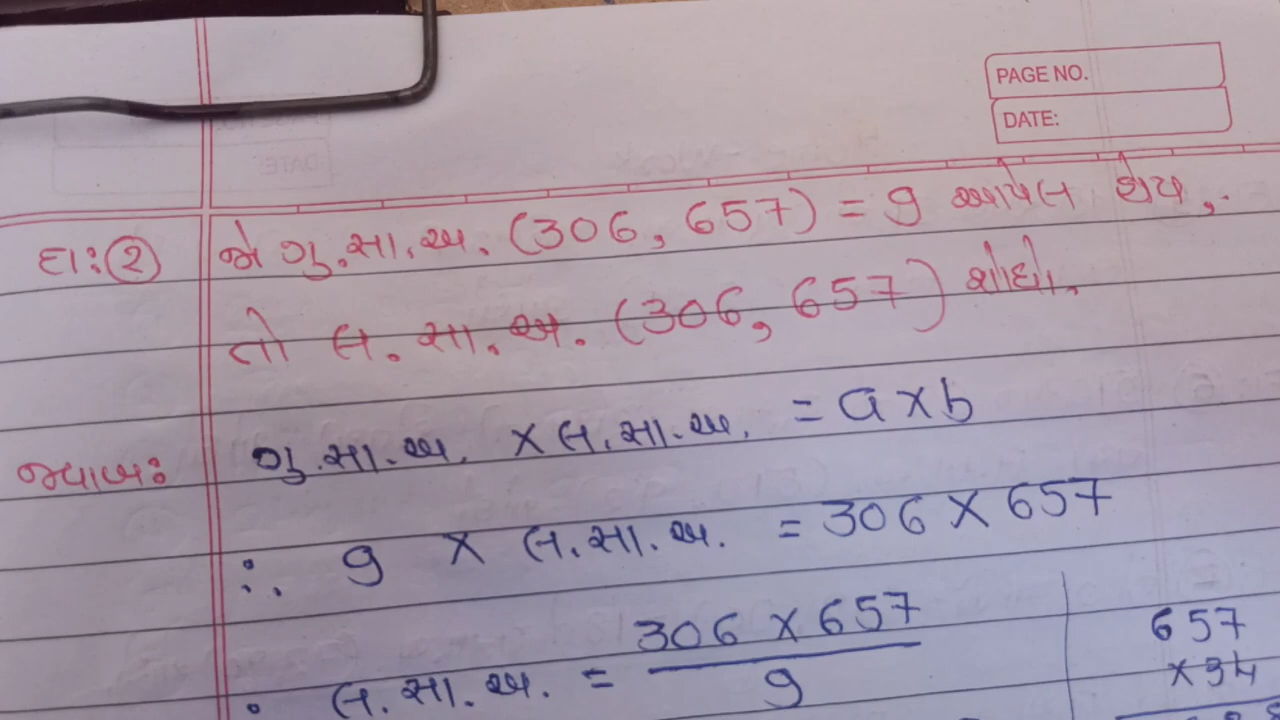 PAGE NO.
DATE:
દા:② જો ગુ.સા.અ. (306, 657) = 9 આપેલ હોય,
તો લ.સા.અ. (306, 657) શોધો.
જવાબ: ગુ.સા.અ. × લ.સા.અ. = a×b
∴ 9 × લ.સા.અ. = 306 × 657
લ.સા.અ. = 306 × 657
9
657
×34